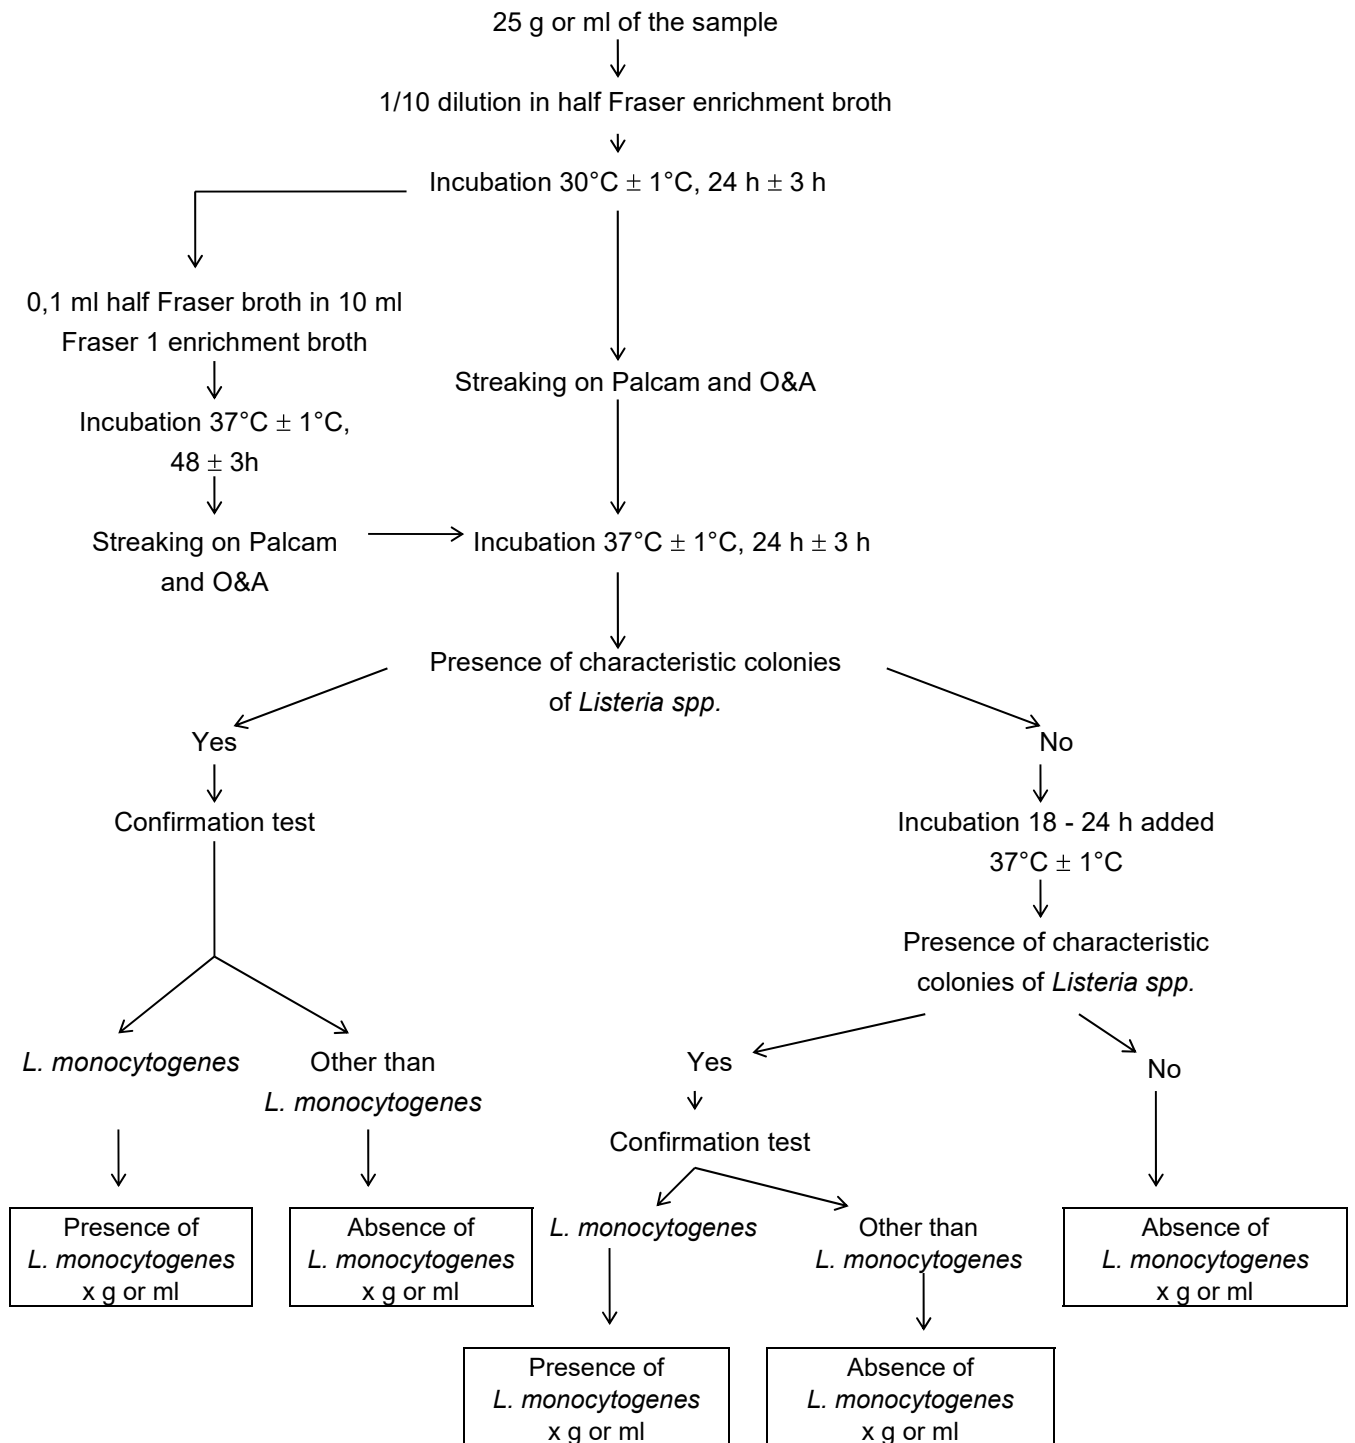 25 g or ml of the sample
1/10 dilution in half Fraser enrichment broth
Incubation 30°C ± 1°C, 24 h ± 3 h
0,1 ml half Fraser broth in 10 ml
Fraser 1 enrichment broth
Incubation 37°C ± 1°C,
48 ± 3h
Streaking on Palcam
and O&A
Streaking on Palcam and O&A
Incubation 37°C ± 1°C, 24 h ± 3 h
Presence of characteristic colonies
of Listeria spp.
Yes
Confirmation test
L. monocytogenes
Presence of
L. monocytogenes
x g or ml
Other than
L. monocytogenes
Absence of
L. monocytogenes
x g or ml
No
Incubation 18 - 24 h added
37°C ± 1°C
Presence of characteristic
colonies of Listeria spp.
Yes
Confirmation test
L. monocytogenes
Presence of
L. monocytogenes
x g or ml
Other than
L. monocytogenes
Absence of
L. monocytogenes
x g or ml
No
Absence of
L. monocytogenes
x g or ml